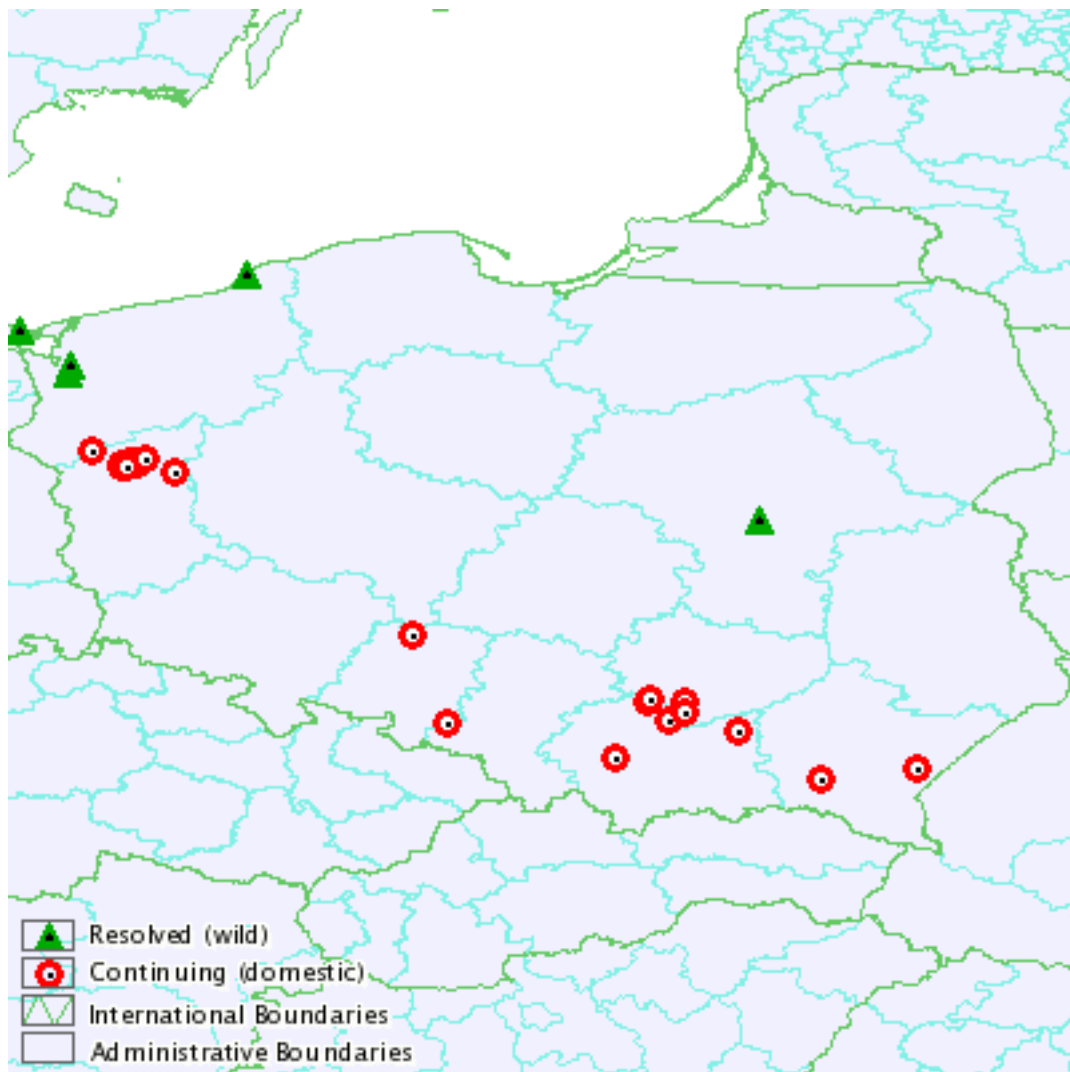 Resolved (wild)
Continuing (domestic)
International Boundaries
Administrative Boundaries